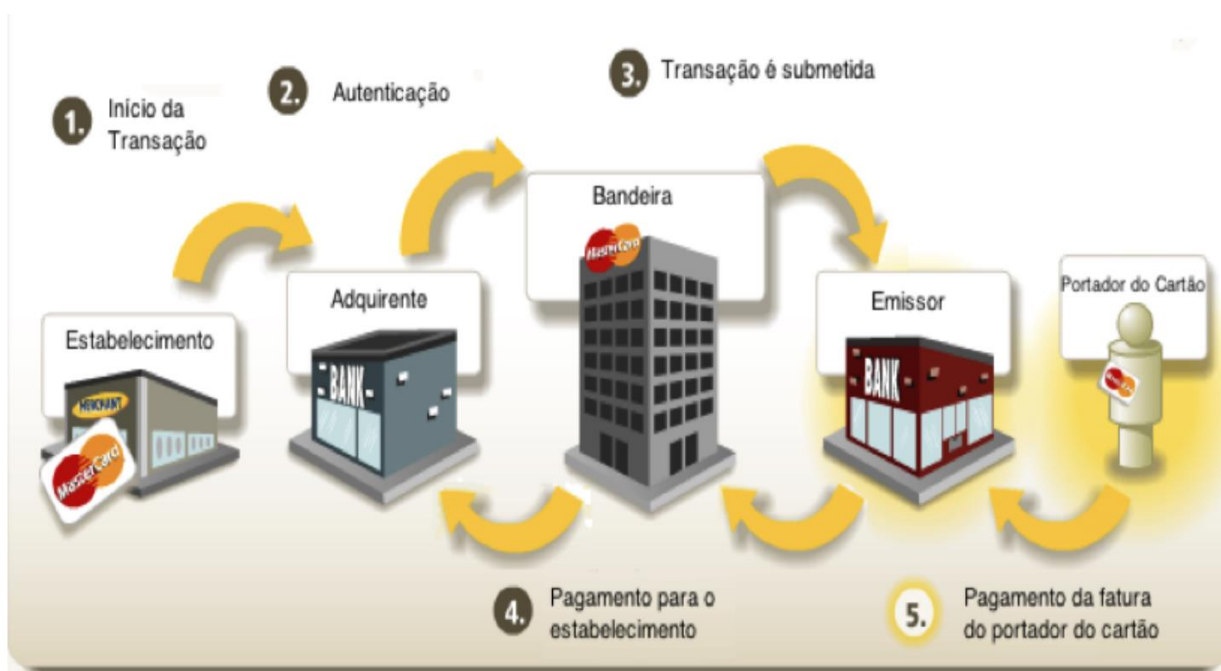 1.
Início da
Transação
2.
Autenticação
3.
Transação é submetida
Bandeira
MasterCard
Adquirente
Emissor
Portador do Cartão
Estabelecimento
BANK
BANK
MERCHANT
MasterCard
MasterCard
4.
Pagamento para o
estabelecimento
5.
Pagamento da fatura
do portador do cartão